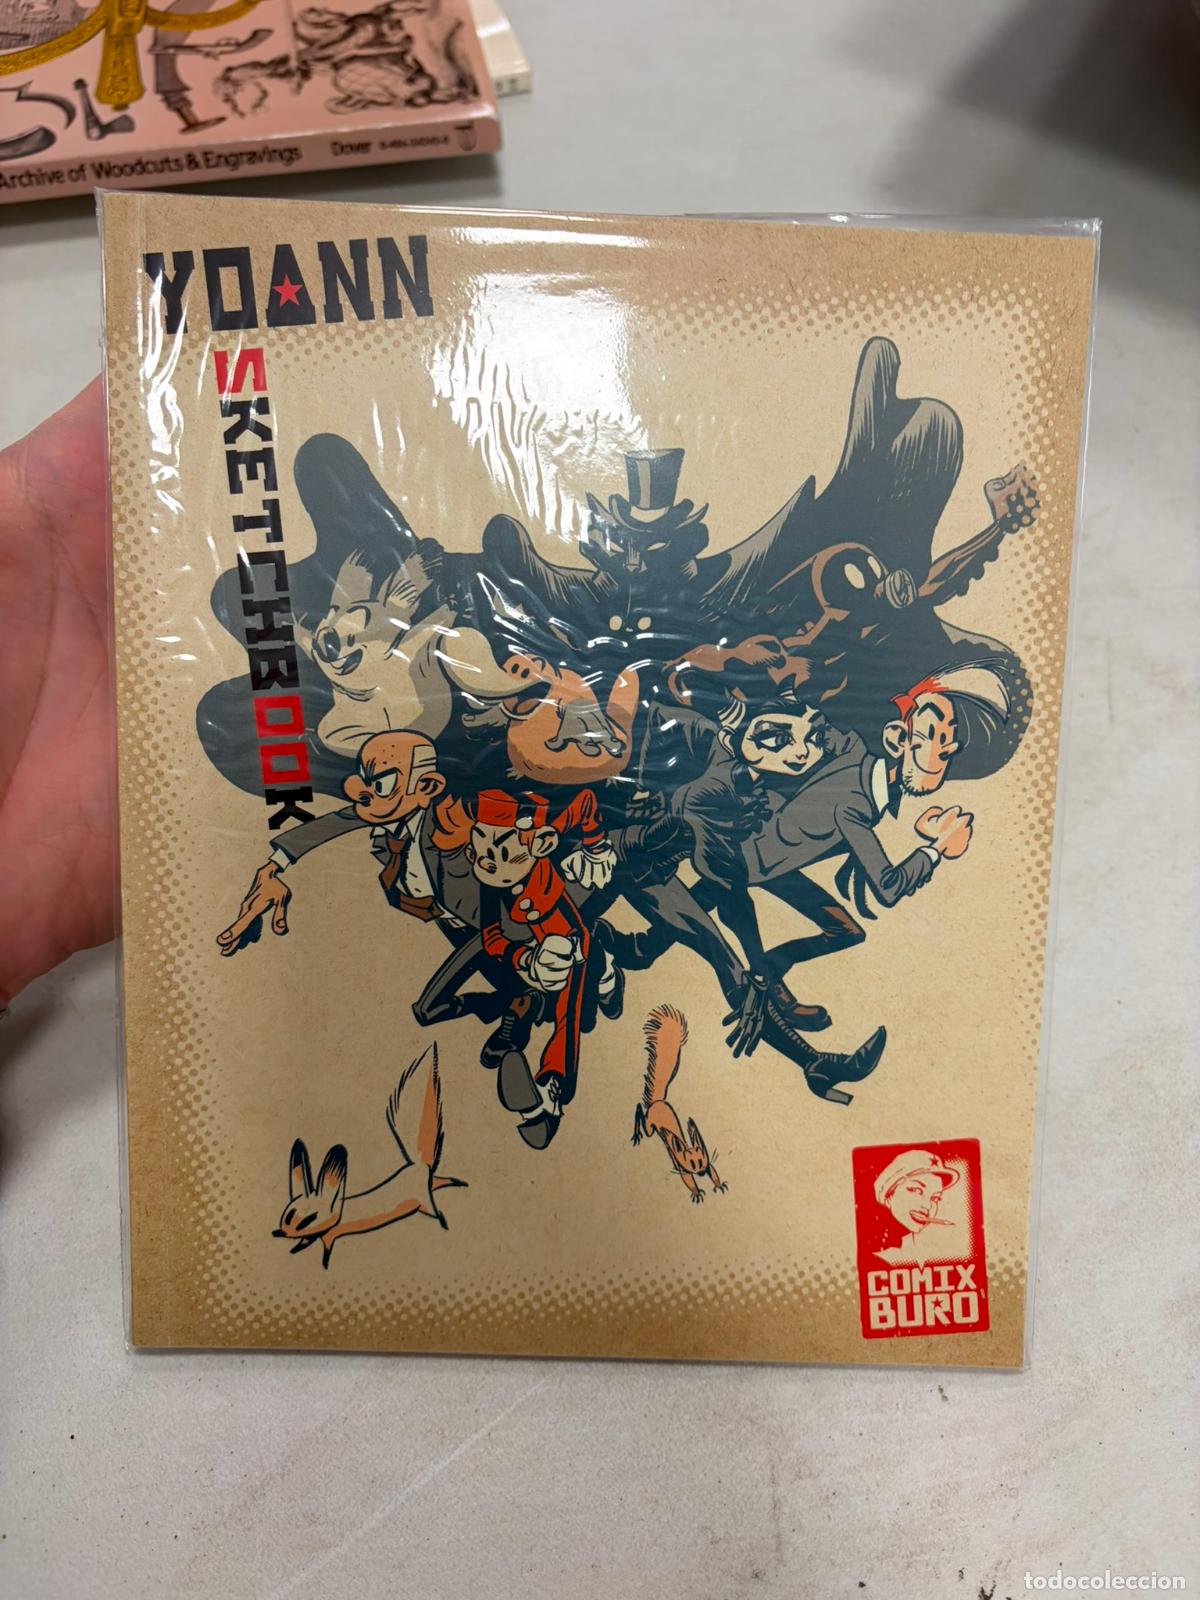 Archive of Woodcuts & Engravings Dover
YOANN
SKETCHBOOK
COMIX
BURO
todocoleccion